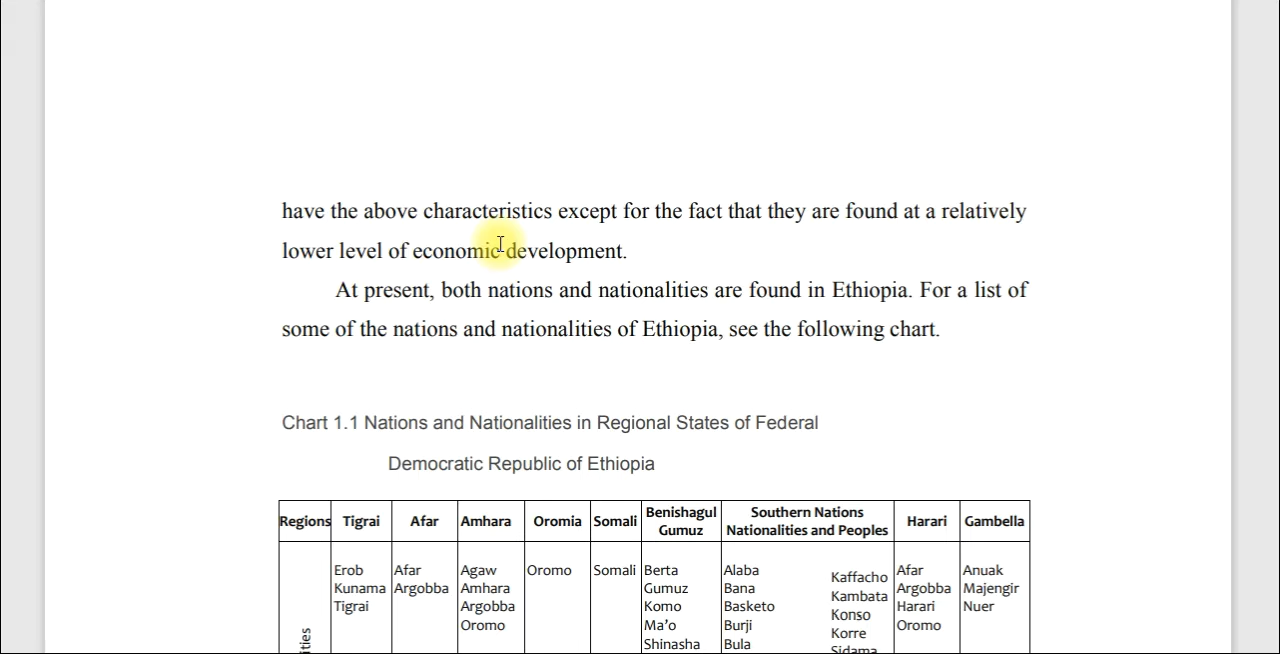 have the above characteristics except for the fact that they are found at a relatively
lower level of economic development.
At present, both nations and nationalities are found in Ethiopia. For a list of
some of the nations and nationalities of Ethiopia, see the following chart.
Chart 1.1 Nations and Nationalities in Regional States of Federal
Democratic Republic of Ethiopia
Regions Tigrai Afar Amhara Oromia Somali Benishagul Gumuz Southern Nations Nationalities and Peoples Harari Gambella
Erob Afar Agaw Oromo Somali Berta Alaba Kaffacho Afar Anuak
Kunama Argobba Amhara Gumuz Bana Kambata Argobba Majengir
Tigrai Argobba Komo Basketo Konso Harari Nuer
Oromo Ma’o Burji Korre Oromo
Shinasha Bula Sidama